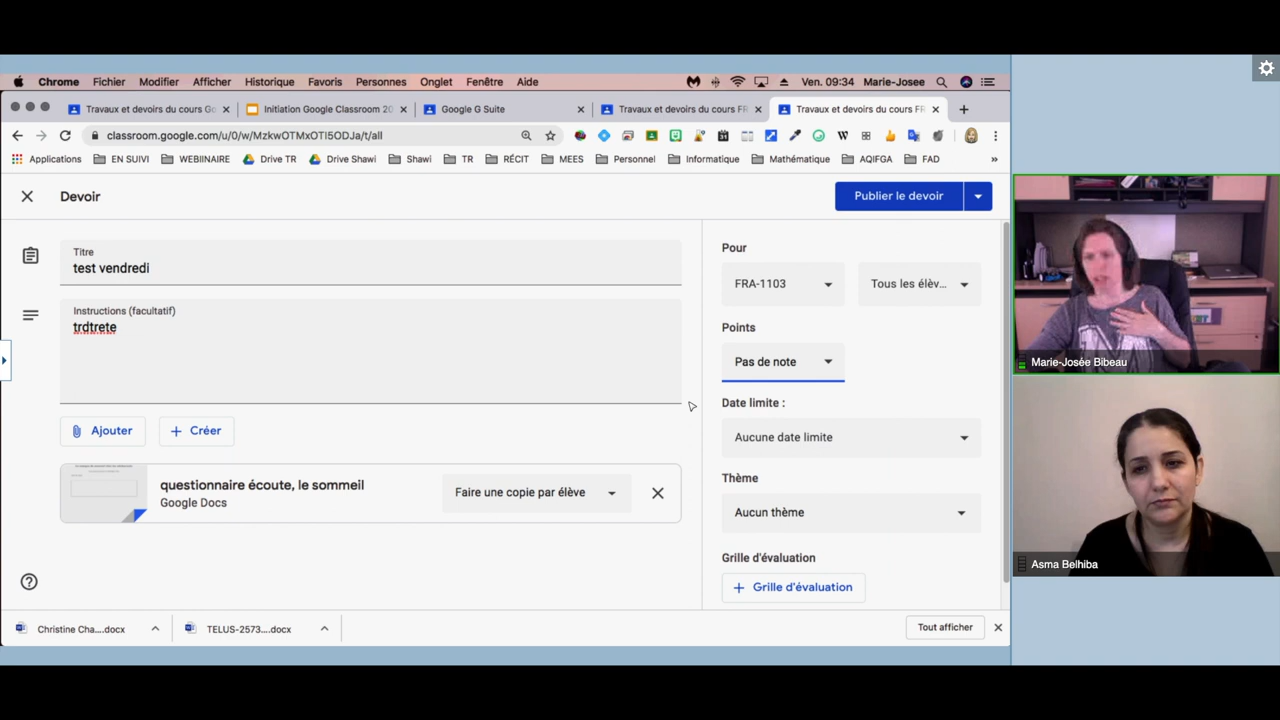 Chrome Fichier Modifier Afficher Historique Favoris Personnes Onglet Fenêtre Aide Ven. 09:34 Marie-Josee
Travaux et devoirs du cours Ge Initiation Google Classroom 20 Google G Suite Travaux et devoirs du cours FR Travaux et devoirs du cours FR
classroom.google.com/u/0/w/MzkwOTMxOTI5ODJa/t/all
Applications EN SUIVI WEBIINAIRE Drive TR Drive Shawi Shawi TR RÉCIT MEES Personnel Informatique Mathématique AQIFGA FAD »
Devoir
Publier le devoir
Titre
test vendredi
Instructions (facultatif)
trdtrete
Ajouter
Créer
questionnaire écoute, le sommeil
Google Docs
Faire une copie par élève
Pour
FRA-1103
Tous les élèv...
Points
Pas de note
Date limite :
Aucune date limite
Thème
Aucun thème
Grille d'évaluation
Grille d'évaluation
Christine Cha....docx
TELUS-2573....docx
Tout afficher
Marie-Josée Bibeau
Asma Belhiba